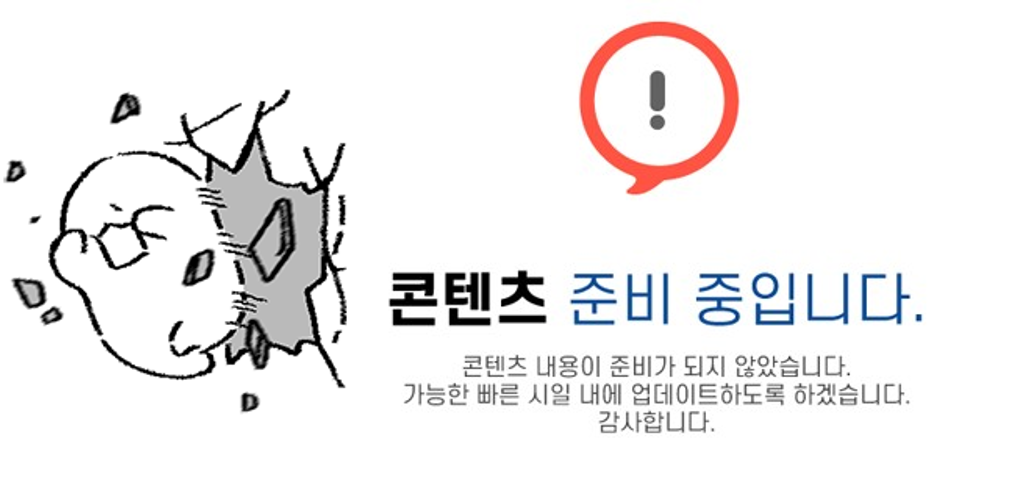 콘텐츠 준비 중입니다.
콘텐츠 내용이 준비가 되지 않았습니다.
가능한 빠른 시일 내에 업데이트하도록 하겠습니다.
감사합니다.